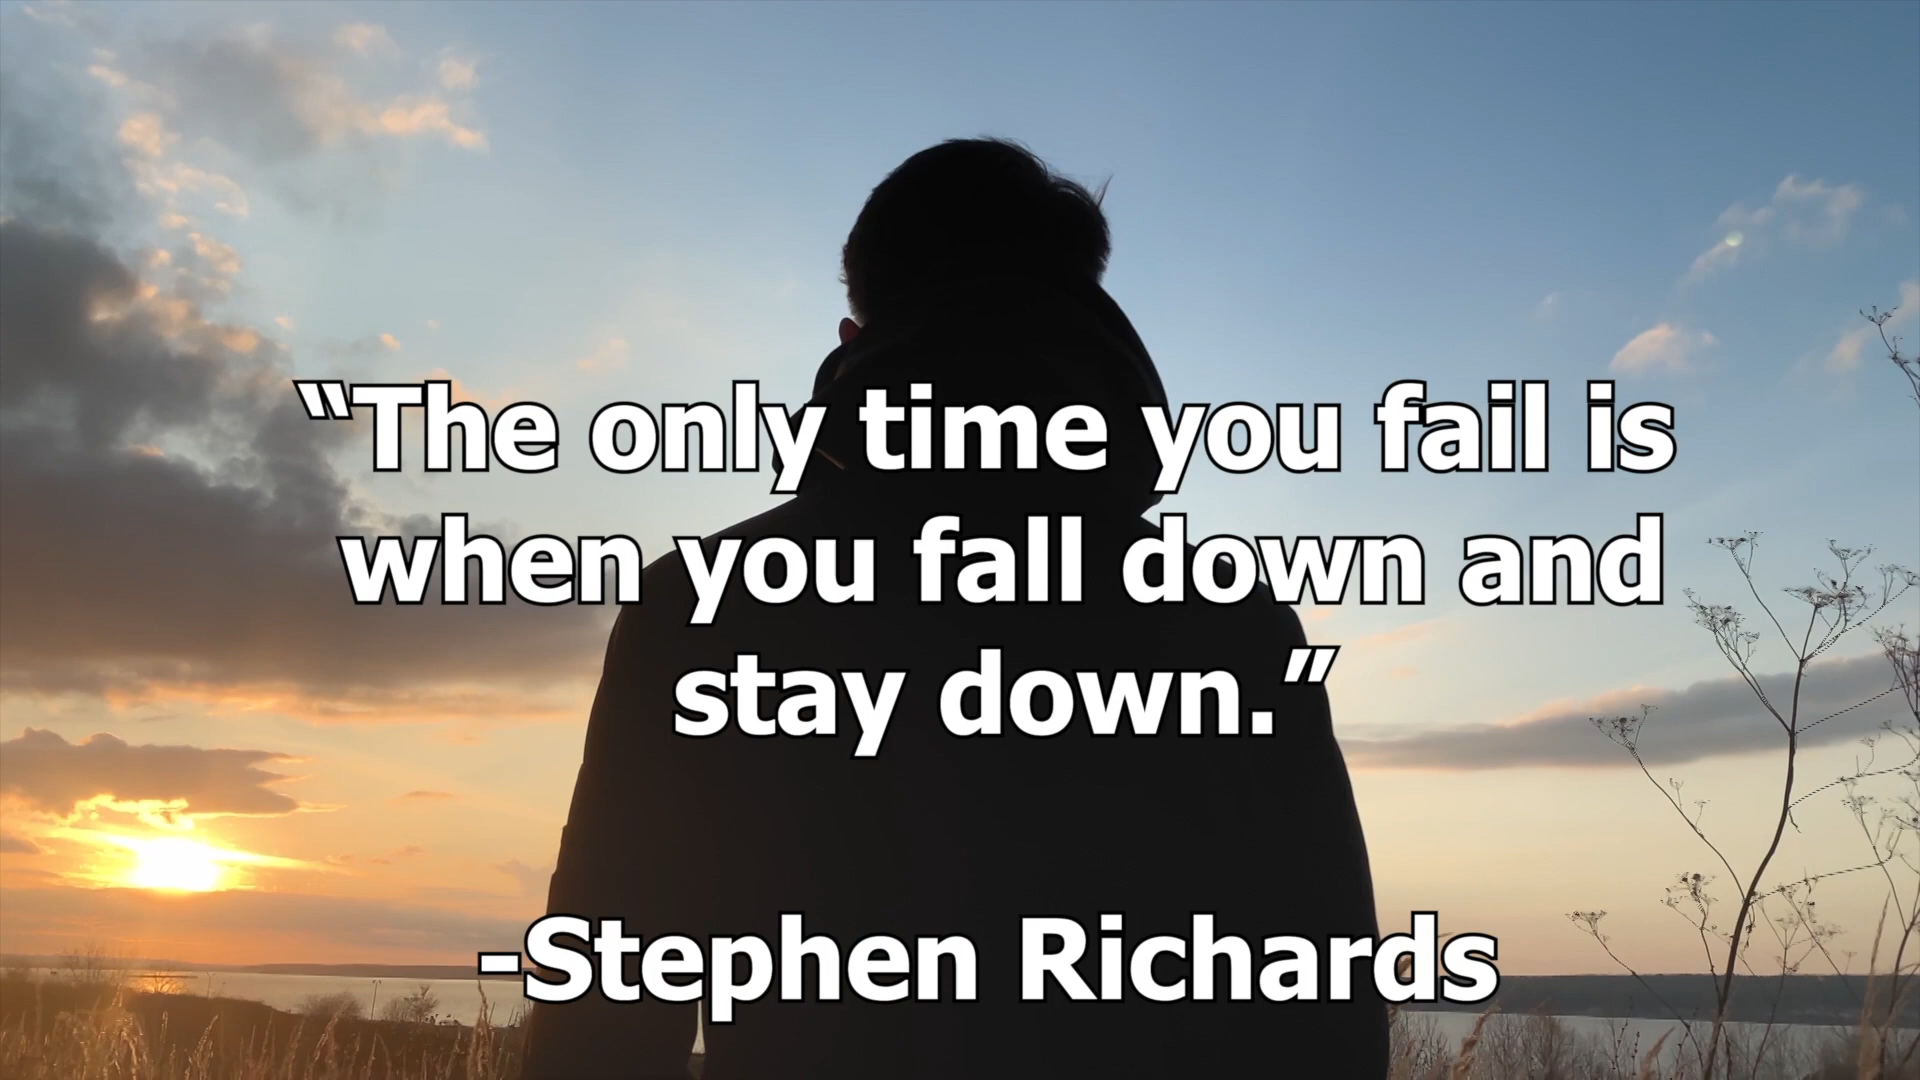 “The only time you fail is
when you fall down and
stay down.”
-Stephen Richards